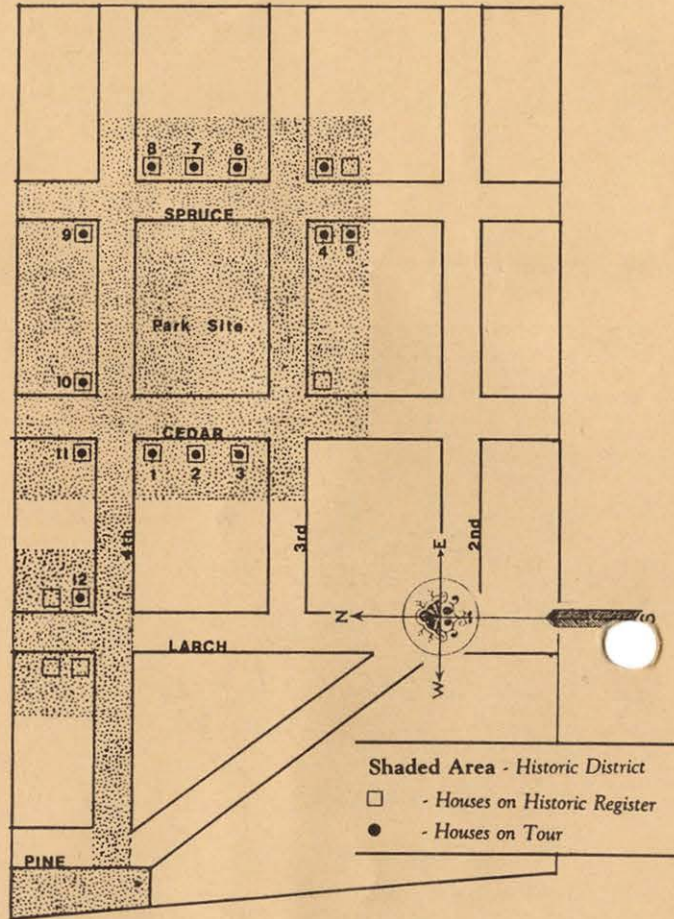 8 7 6
SPRUCE
9 4 5
Park Site
10
CEDAR
11 1 2 3
4th 3rd 2nd
E
12
N S
LARCH
W
Shaded Area - Historic District
- Houses on Historic Register
- Houses on Tour
PINE